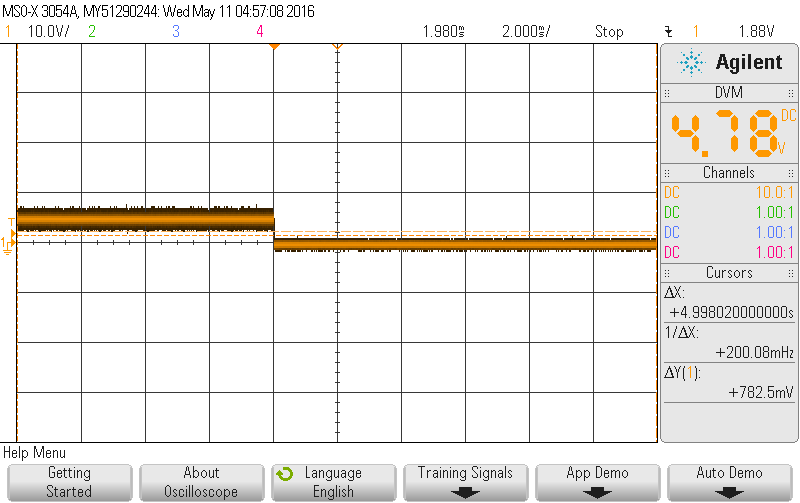 MSO-X 3054A, MY51290244: Wed May 11 04:57:08 2016
1 10.0V/ 2 3 4 1.980s 2.000s/ Stop 1 1.88V
Agilent
DVM
4.78 DC V
Channels
DC 10.0:1
DC 1.00:1
DC 1.00:1
DC 1.00:1
Cursors
ΔX:
+4.998020000000s
1/ΔX:
+200.08mHz
ΔY(1):
+782.5mV
T
1
Help Menu
Getting Started
About Oscilloscope
Language English
Training Signals
App Demo
Auto Demo